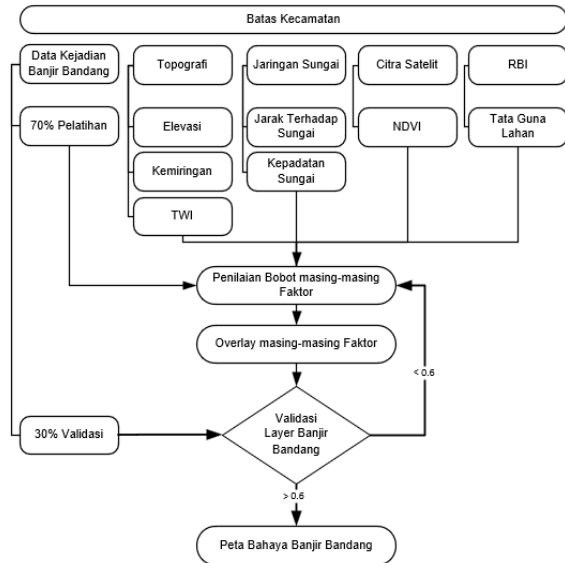 Batas Kecamatan
Data Kejadian
Banjir Bandang
Topografi
Jaringan Sungai
Citra Satelit
RBI
70% Pelatihan
Elevasi
Jarak Terhadap
Sungai
NDVI
Tata Guna
Lahan
Kemiringan
Kepadatan
Sungai
TWI
Penilaian Bobot masing-masing
Faktor
Overlay masing-masing Faktor
< 0.6
30% Validasi
Validasi
Layer Banjir
Bandang
> 0.6
Peta Bahaya Banjir Bandang